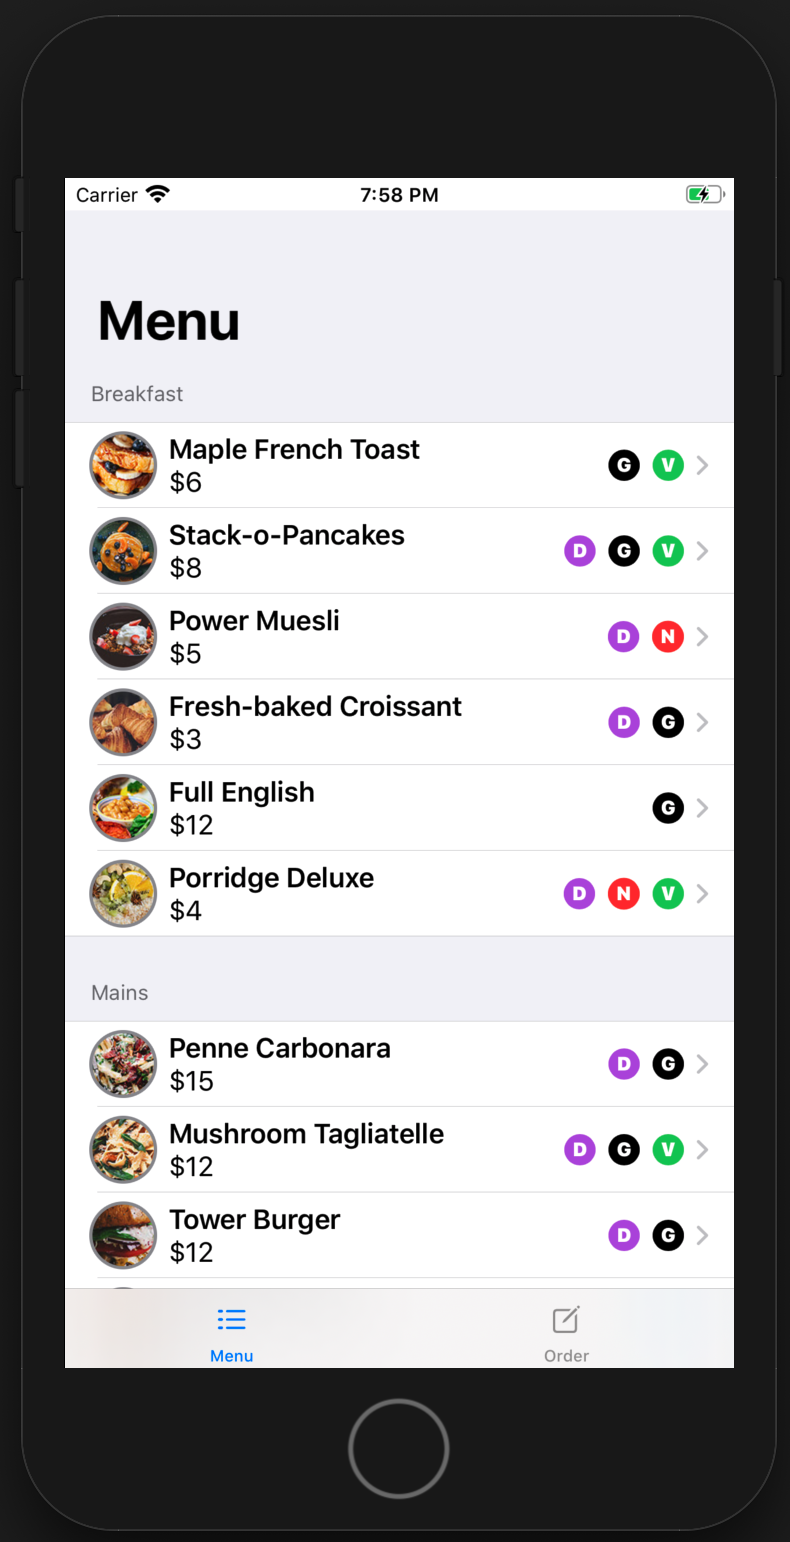 Carrier 7:58 PM
Menu
Breakfast
Maple French Toast
$6
G V
Stack-o-Pancakes
$8
D G V
Power Muesli
$5
D N
Fresh-baked Croissant
$3
D G
Full English
$12
G
Porridge Deluxe
$4
D N V
Mains
Penne Carbonara
$15
D G
Mushroom Tagliatelle
$12
D G V
Tower Burger
$12
D G
Menu Order